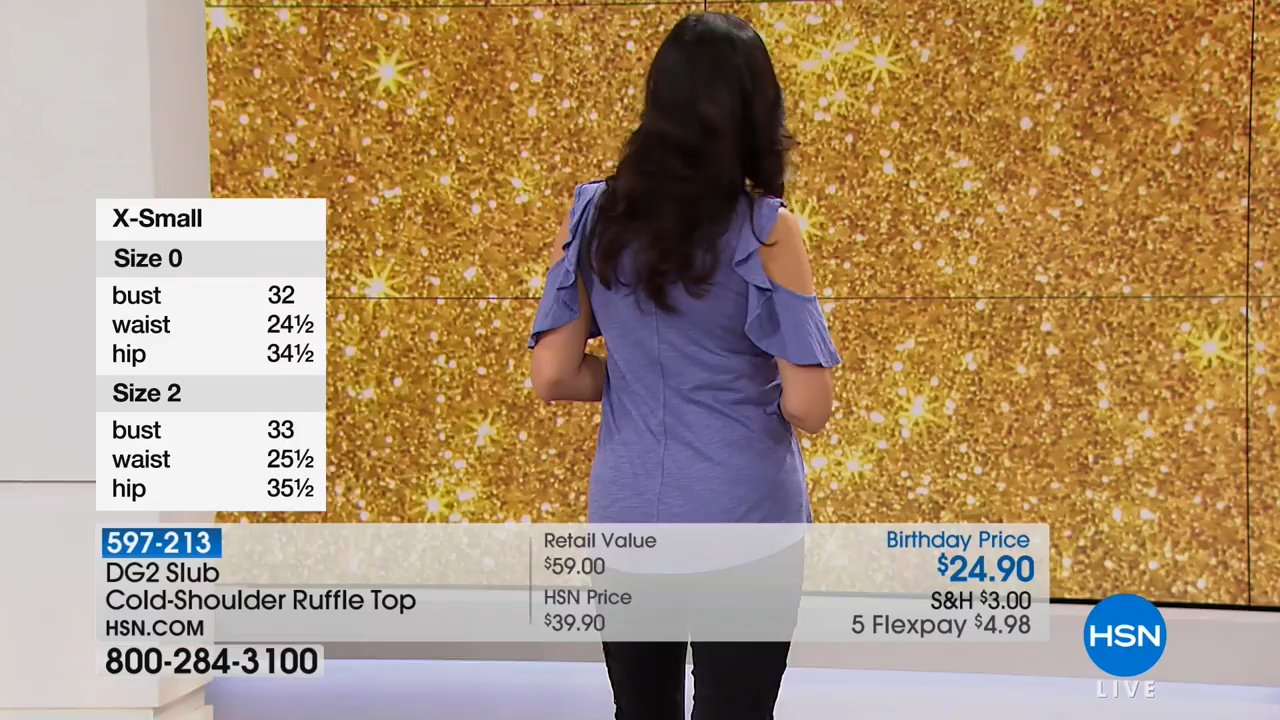 X-Small
Size 0
bust 32
waist 24½
hip 34½
Size 2
bust 33
waist 25½
hip 35½
597-213
DG2 Slub
Cold-Shoulder Ruffle Top
HSN.COM
800-284-3100
Retail Value
$59.00
HSN Price
$39.90
Birthday Price
$24.90
S&H $3.00
5 Flexpay $4.98
HSN
LIVE